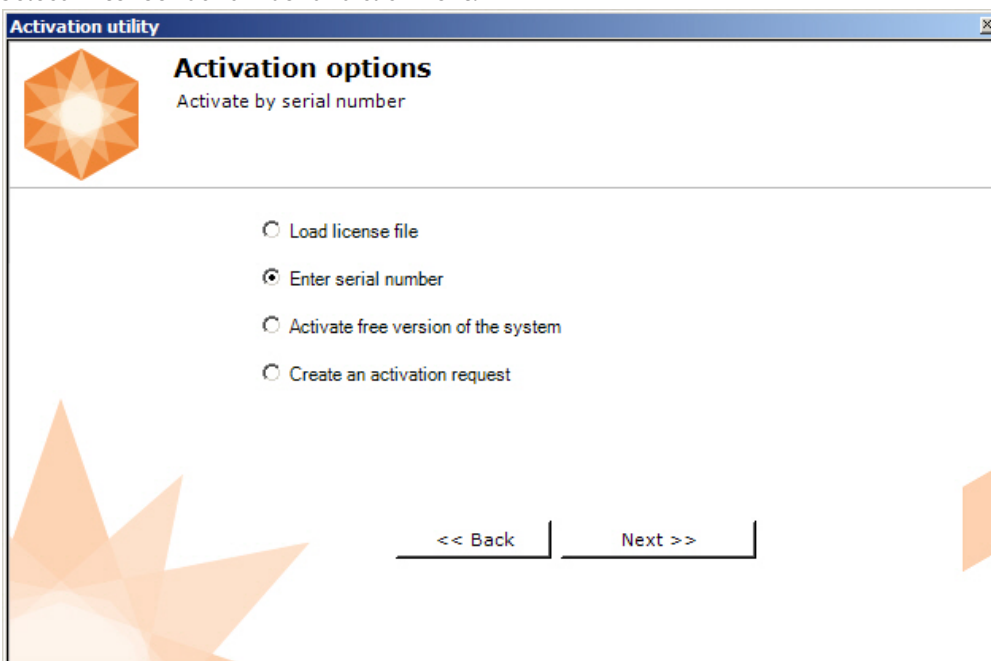 Activation utility
Activation options
Activate by serial number
Load license file
Enter serial number
Activate free version of the system
Create an activation request
<< Back
Next >>